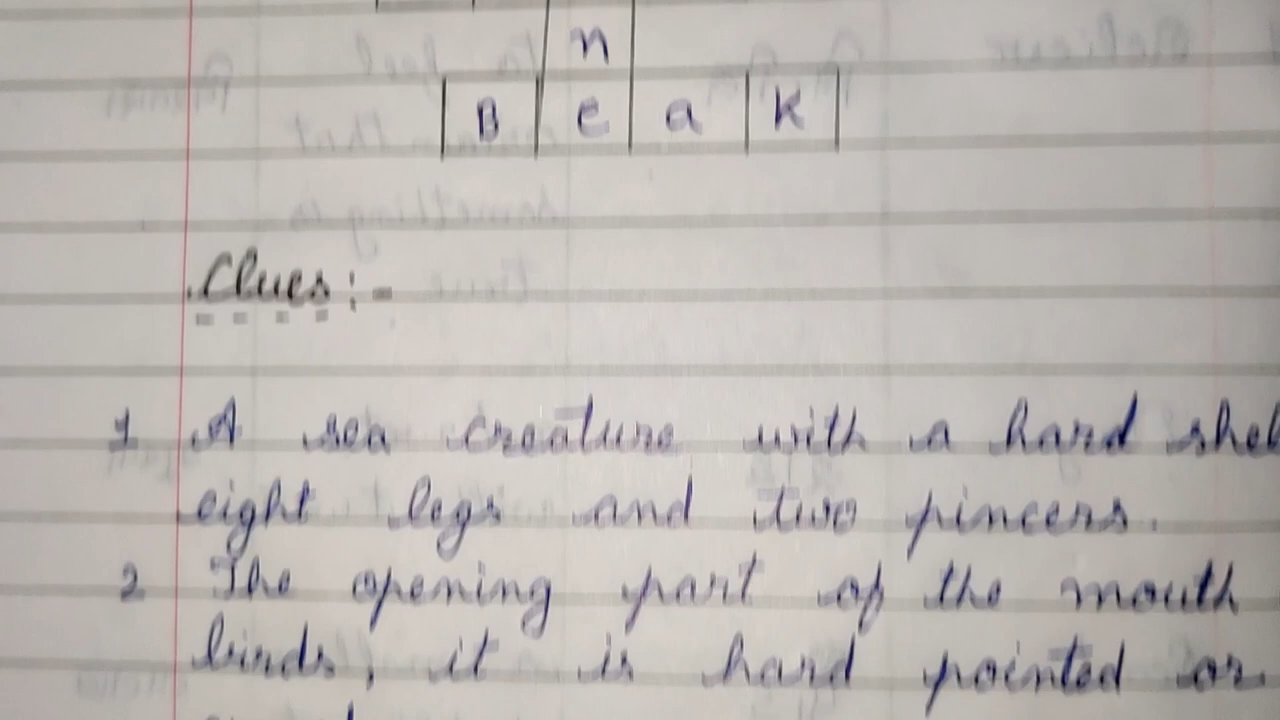 n
B e a k
Clues :-
1 A sea creature with a hard shel
eight legs and two pincers.
2 The opening part of the mouth
birds, it is hard pointed or